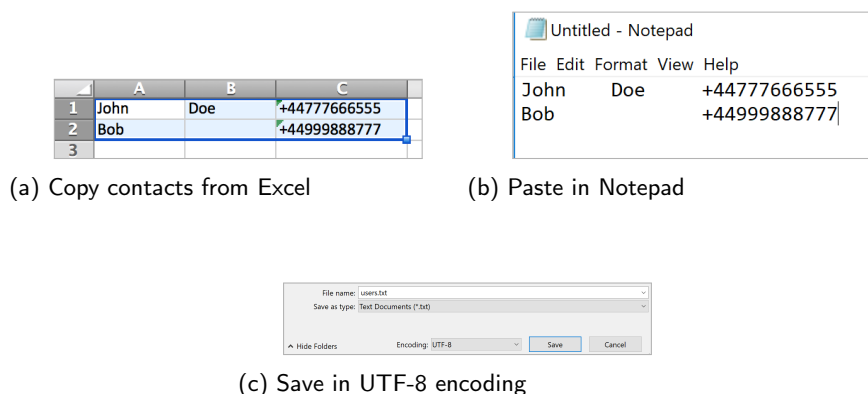 A B C
1 John Doe +44777666555
2 Bob +44999888777
3
(a) Copy contacts from Excel
Untitled - Notepad
File Edit Format View Help
John Doe +44777666555
Bob +44999888777
(b) Paste in Notepad
File name: users.txt
Save as type: Text Documents (*.txt)
Hide Folders Encoding: UTF-8 Save Cancel
(c) Save in UTF-8 encoding